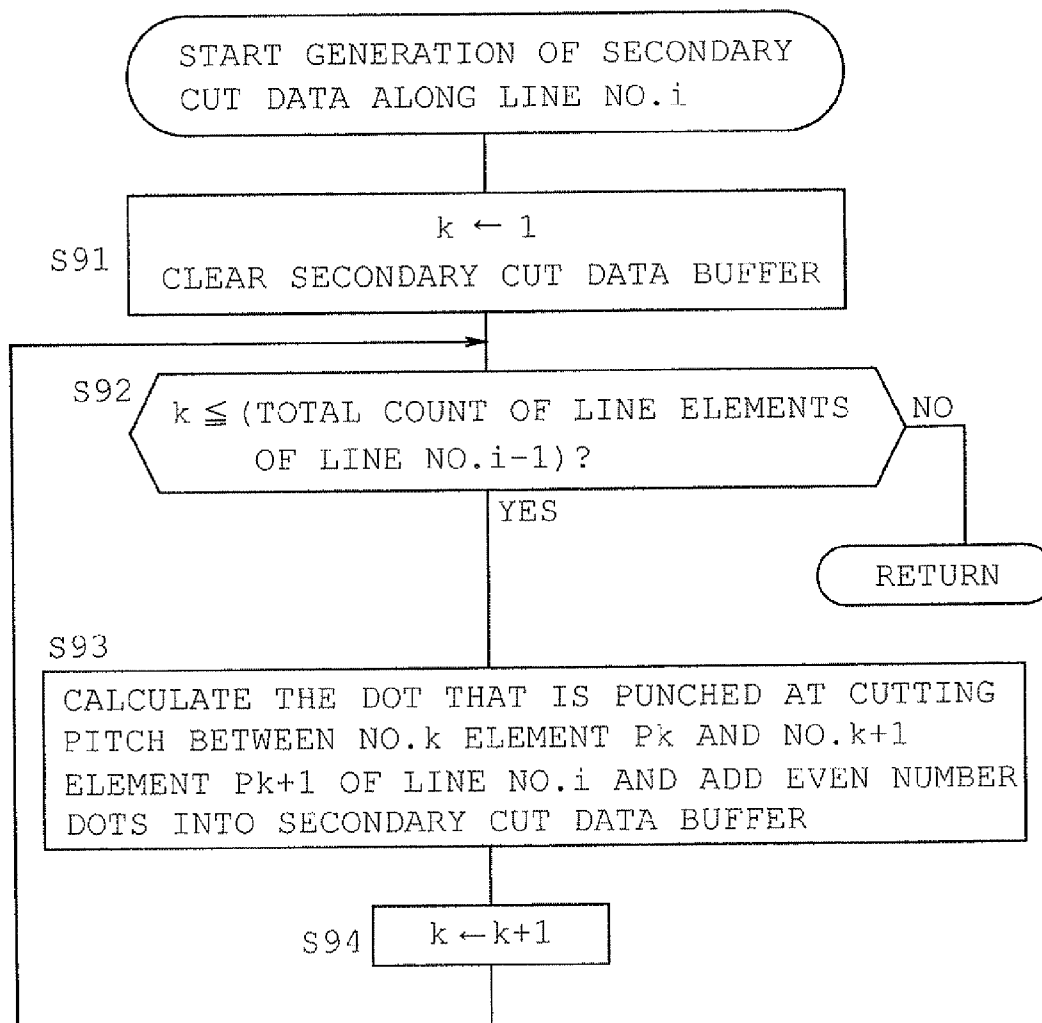 START GENERATION OF SECONDARY
CUT DATA ALONG LINE NO.i
S91
k ← 1
CLEAR SECONDARY CUT DATA BUFFER
S92
k ≦ (TOTAL COUNT OF LINE ELEMENTS
OF LINE NO.i-1)?
NO
YES
RETURN
S93
CALCULATE THE DOT THAT IS PUNCHED AT CUTTING
PITCH BETWEEN NO.k ELEMENT Pk AND NO.k+1
ELEMENT Pk+1 OF LINE NO.i AND ADD EVEN NUMBER
DOTS INTO SECONDARY CUT DATA BUFFER
S94
k ← k+1